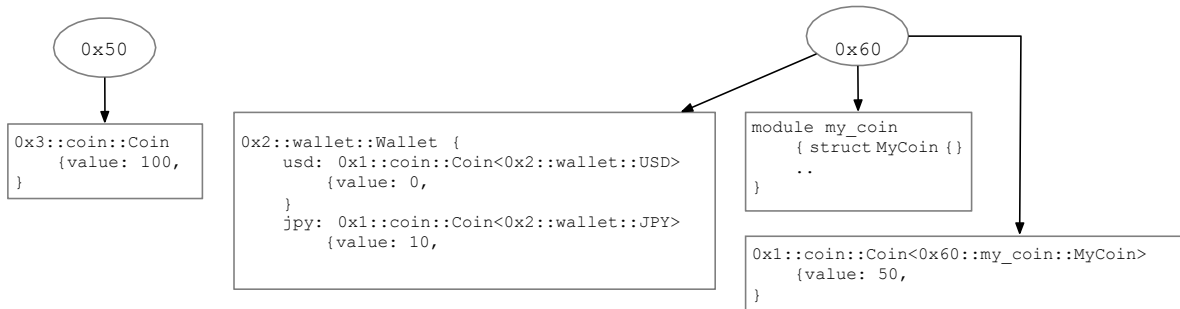 0x50
0x60
0x3::coin::Coin
{value: 100,
}
0x2::wallet::Wallet {
usd: 0x1::coin::Coin<0x2::wallet::USD>
{value: 0,
}
jpy: 0x1::coin::Coin<0x2::wallet::JPY>
{value: 10,
module my_coin
{ struct MyCoin {}
..
}
0x1::coin::Coin<0x60::my_coin::MyCoin>
{value: 50,
}